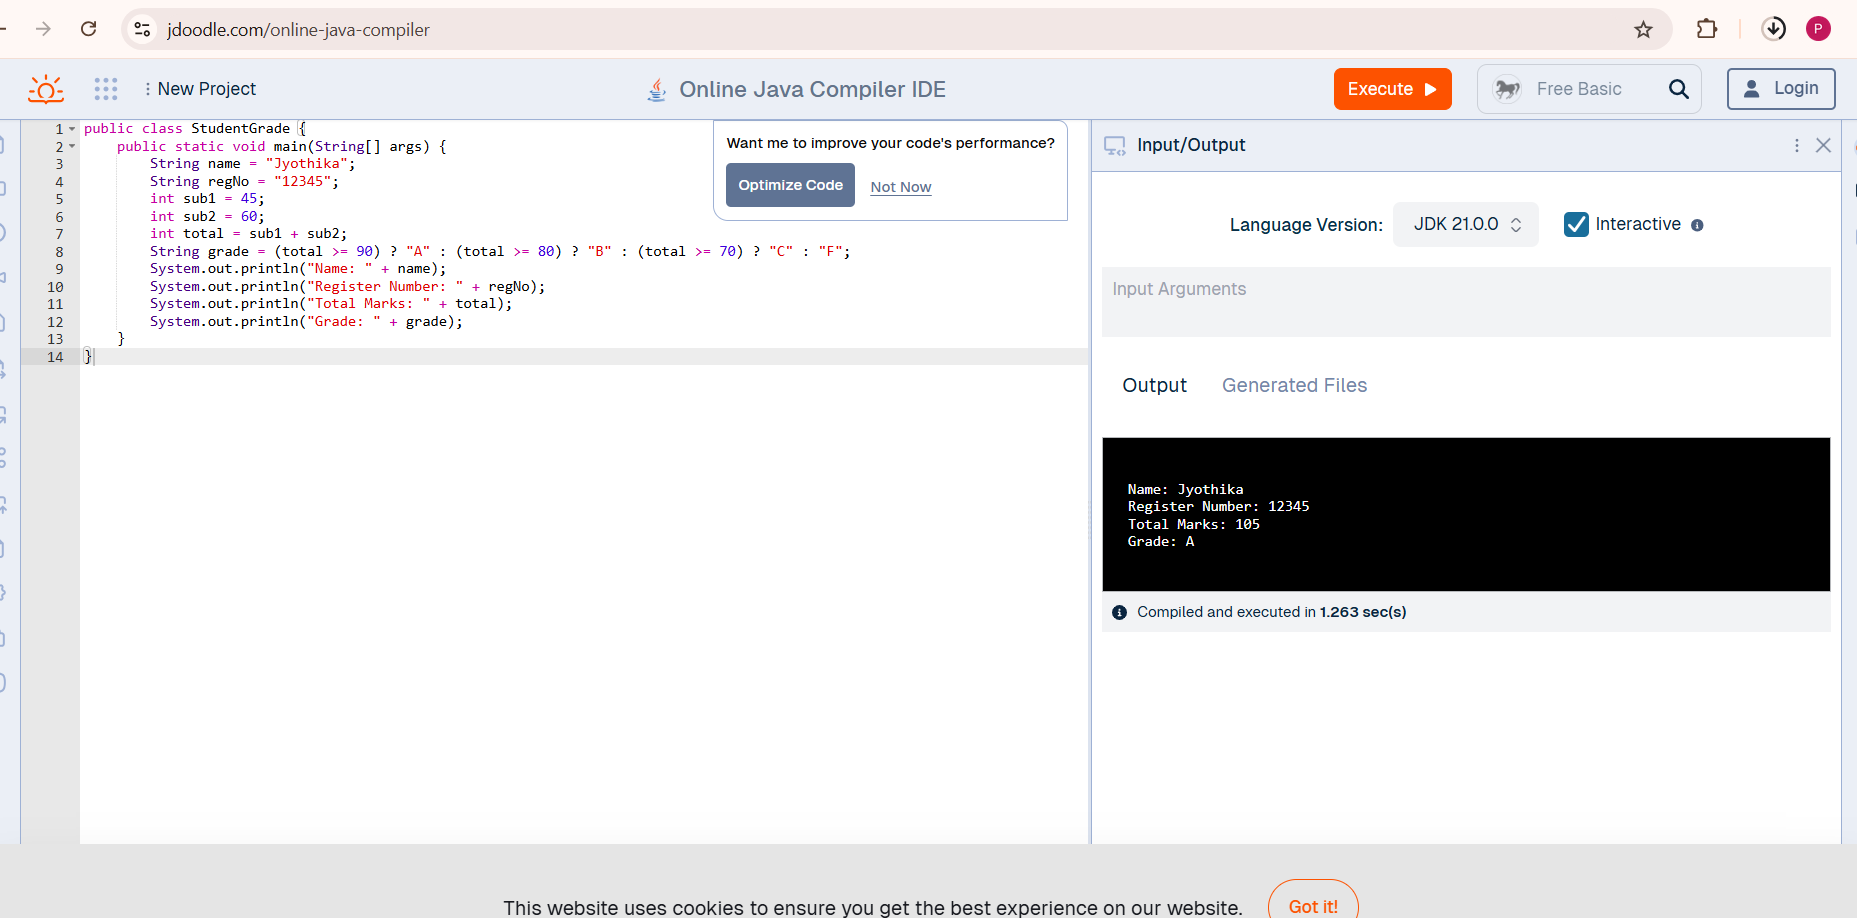 jdoodle.com/online-java-compiler
P
New Project
Online Java Compiler IDE
Execute
Free Basic
Login
1 public class StudentGrade {
2     public static void main(String[] args) {
3         String name = "Jyothika";
4         String regNo = "12345";
5         int sub1 = 45;
6         int sub2 = 60;
7         int total = sub1 + sub2;
8         String grade = (total >= 90) ? "A" : (total >= 80) ? "B" : (total >= 70) ? "C" : "F";
9         System.out.println("Name: " + name);
10         System.out.println("Register Number: " + regNo);
11         System.out.println("Total Marks: " + total);
12         System.out.println("Grade: " + grade);
13     }
14 }
Want me to improve your code's performance?
Optimize Code Not Now
Input/Output
Language Version: JDK 21.0.0 Interactive
Input Arguments
Output Generated Files
Name: Jyothika
Register Number: 12345
Total Marks: 105
Grade: A
Compiled and executed in 1.263 sec(s)
This website uses cookies to ensure you get the best experience on our website. Got it!